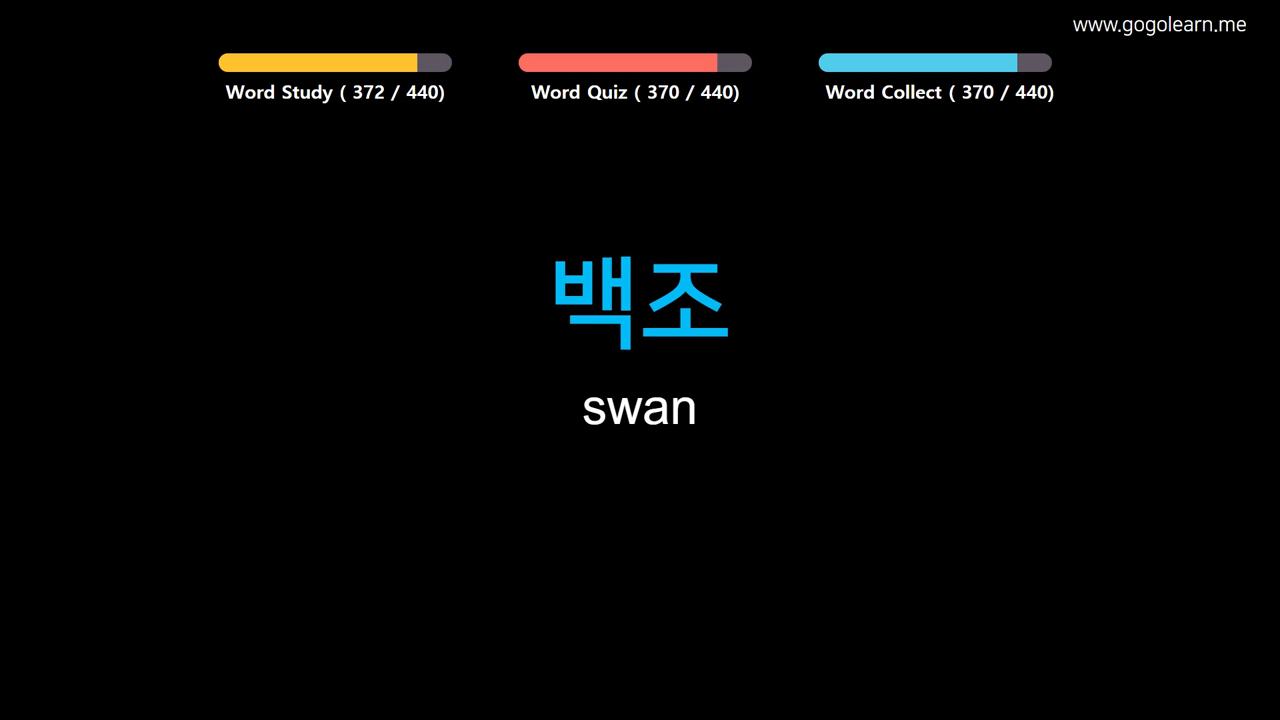 www.gogolearn.me
Word Study ( 372 / 440)
Word Quiz ( 370 / 440)
Word Collect ( 370 / 440)
백조
swan